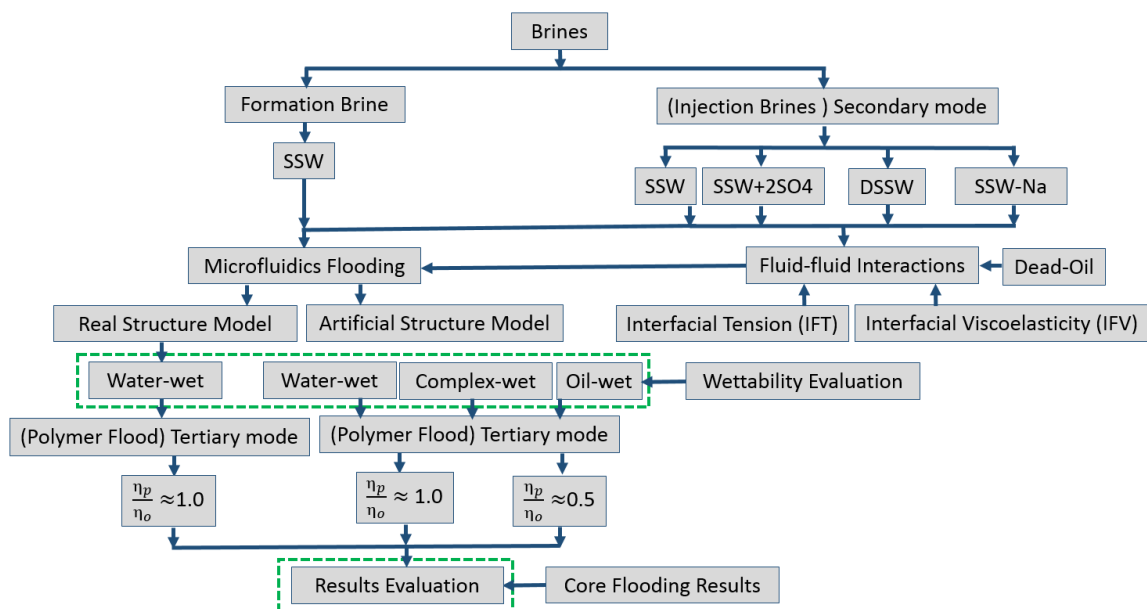 Brines
Formation Brine
(Injection Brines ) Secondary mode
SSW
SSW
SSW+2SO4
DSSW
SSW-Na
Microfluidics Flooding
Fluid-fluid Interactions
Dead-Oil
Real Structure Model
Artificial Structure Model
Interfacial Tension (IFT)
Interfacial Viscoelasticity (IFV)
Water-wet
Water-wet
Complex-wet
Oil-wet
Wettability Evaluation
(Polymer Flood) Tertiary mode
(Polymer Flood) Tertiary mode
ηp/ηo ≈1.0
ηp/ηo ≈ 1.0
ηp/ηo ≈0.5
Results Evaluation
Core Flooding Results